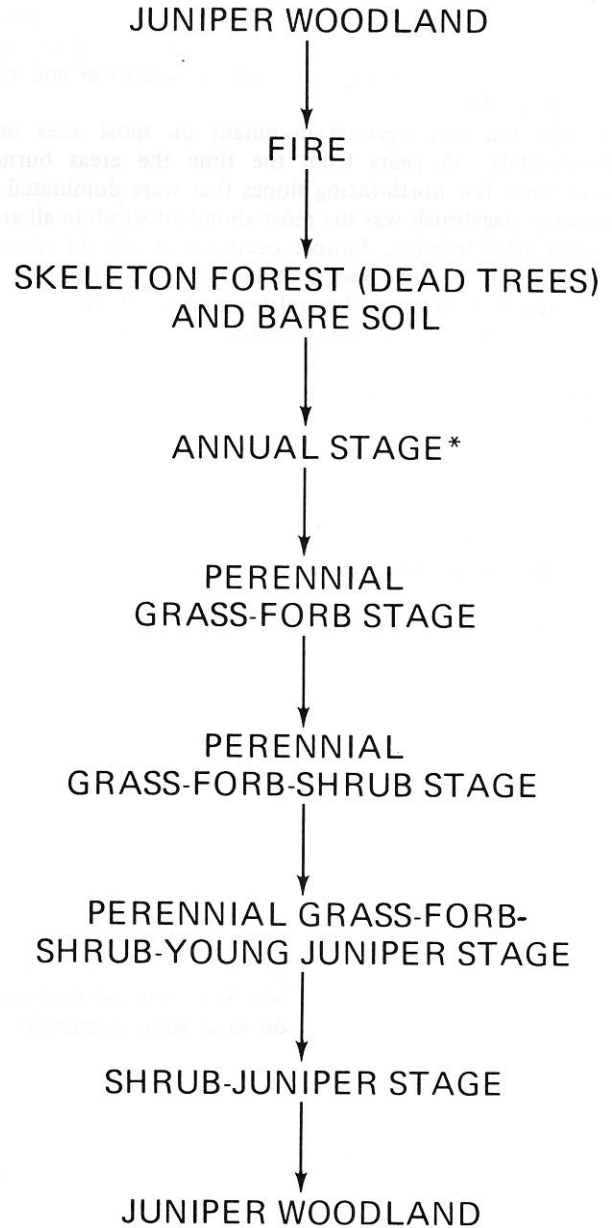 JUNIPER WOODLAND
FIRE
SKELETON FOREST (DEAD TREES)
AND BARE SOIL
ANNUAL STAGE*
PERENNIAL
GRASS-FORB STAGE
PERENNIAL
GRASS-FORB-SHRUB STAGE
PERENNIAL GRASS-FORB-
SHRUB-YOUNG JUNIPER STAGE
SHRUB-JUNIPER STAGE
JUNIPER WOODLAND